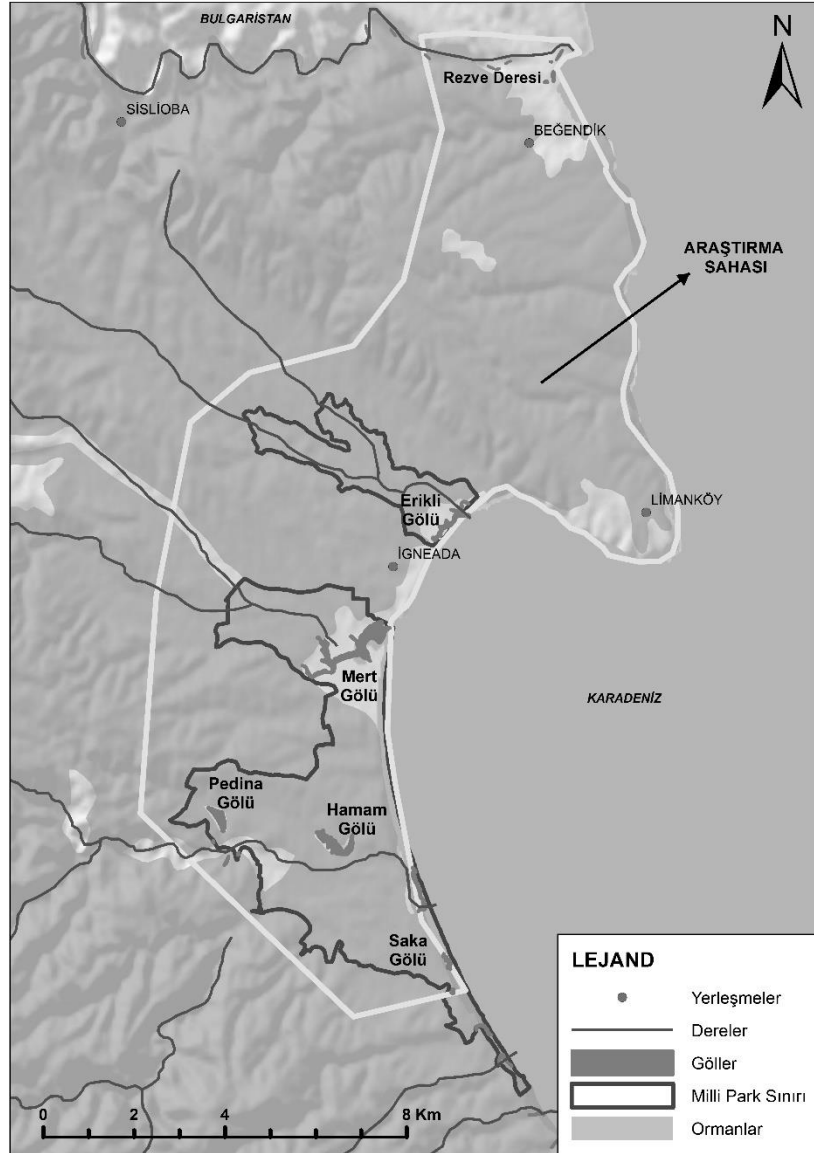 BULGARİSTAN
N
Rezve Deresi
SİSLİOBA
BEĞENDİK
ARAŞTIRMA
SAHASI
Erikli
Gölü
LİMANKÖY
İGNEADA
Mert
Gölü
KARADENİZ
Pedina
Gölü
Hamam
Gölü
Saka
Gölü
LEJAND
Yerleşmeler
Dereler
Göller
Milli Park Sınırı
Ormanlar
0 2 4 8 Km